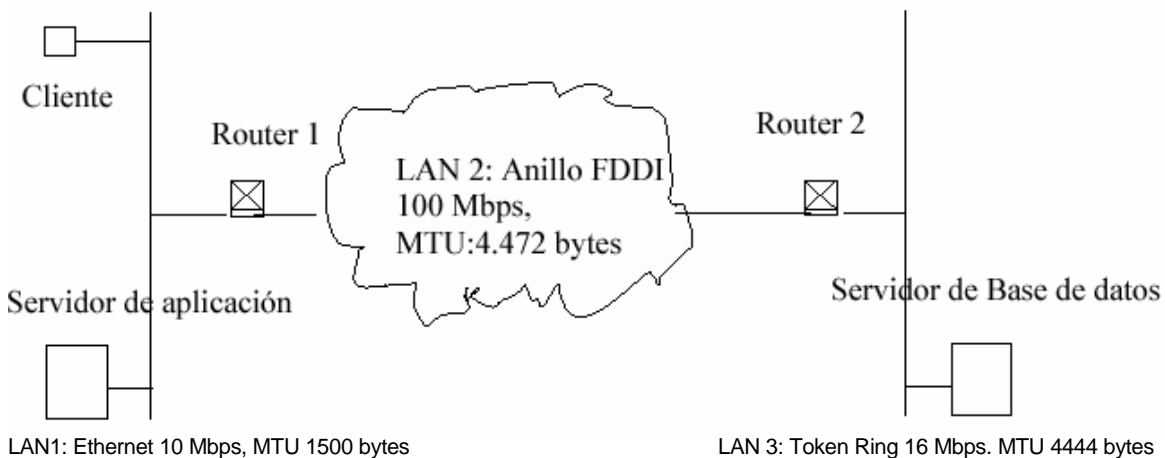 Cliente
Router 1
Router 2
LAN 2: Anillo FDDI
100 Mbps,
MTU:4.472 bytes
Servidor de aplicación
Servidor de Base de datos
LAN1: Ethernet 10 Mbps, MTU 1500 bytes
LAN 3: Token Ring 16 Mbps. MTU 4444 bytes